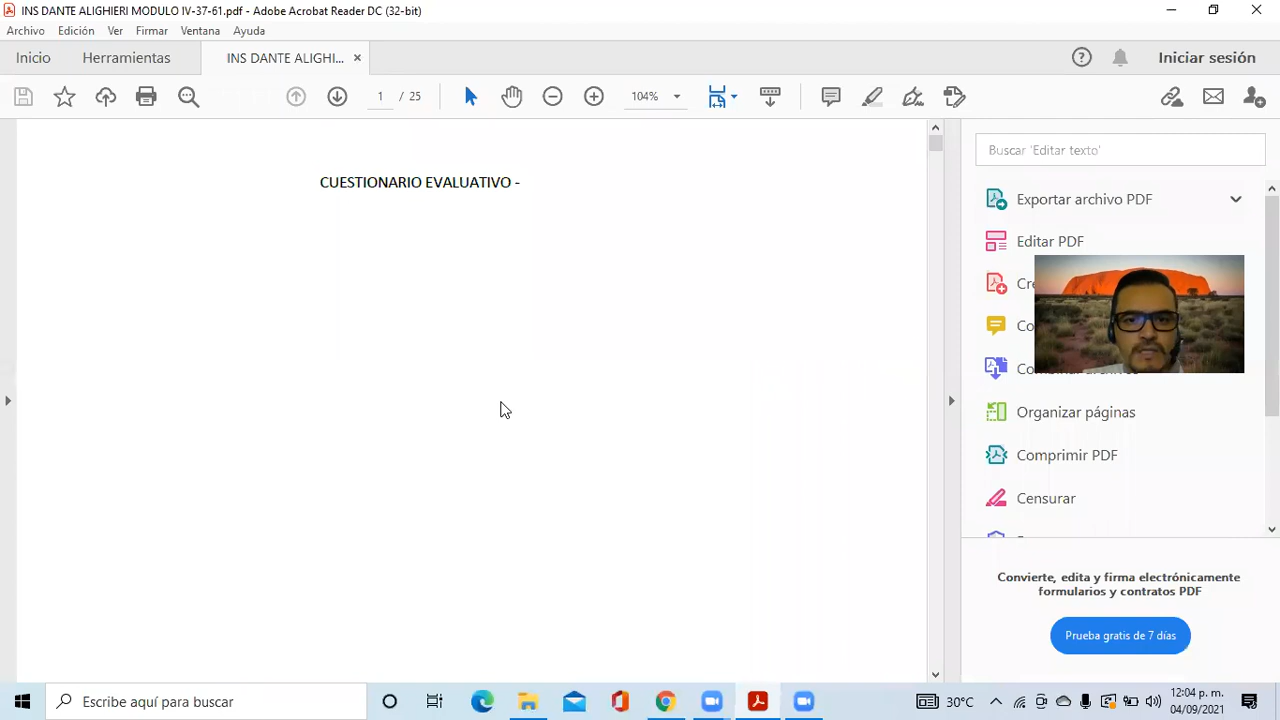 INS DANTE ALIGHIERI MODULO IV-37-61.pdf - Adobe Acrobat Reader DC (32-bit)
Archivo Edición Ver Firmar Ventana Ayuda
Inicio Herramientas INS DANTE ALIGHI... × Iniciar sesión
1 / 25 104%
Buscar 'Editar texto'
CUESTIONARIO EVALUATIVO -
Exportar archivo PDF
Editar PDF
Organizar páginas
Comprimir PDF
Censurar
Convierte, edita y firma electrónicamente
formularios y contratos PDF
Prueba gratis de 7 días
Escribe aquí para buscar
30°C
12:04 p. m.
04/09/2021